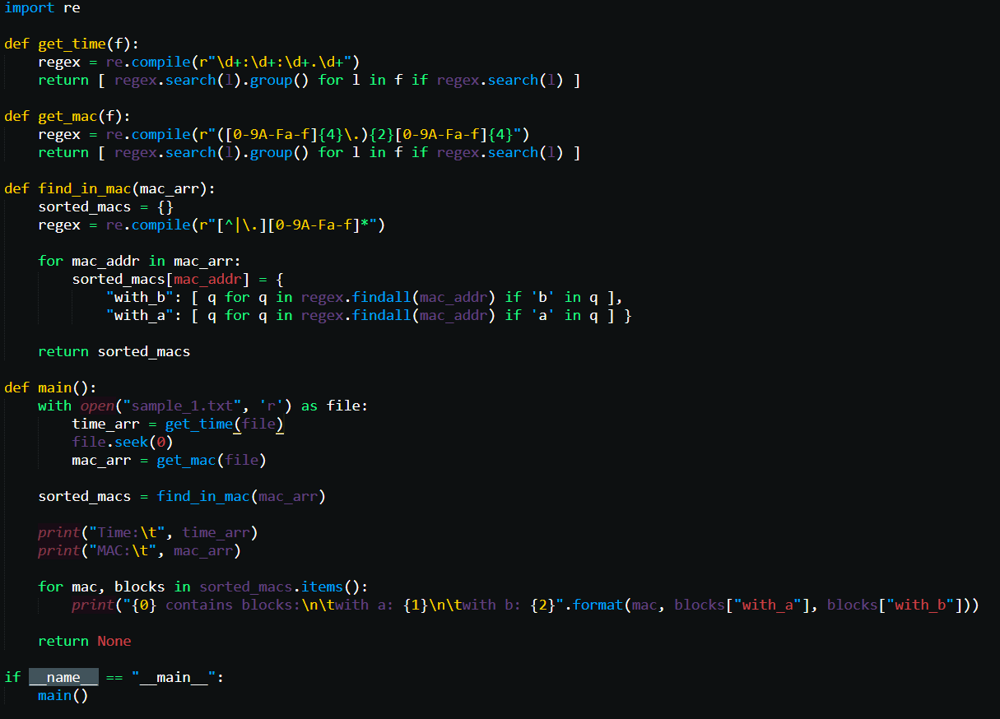 import re
def get_time(f):
    regex = re.compile(r"\d+:\d+:\d+.\d+")
    return [ regex.search(l).group() for l in f if regex.search(l) ]
def get_mac(f):
    regex = re.compile(r"([0-9A-Fa-f]{4}\.){2}[0-9A-Fa-f]{4}")
    return [ regex.search(l).group() for l in f if regex.search(l) ]
def find_in_mac(mac_arr):
    sorted_macs = {}
    regex = re.compile(r"[^|\.][0-9A-Fa-f]*")
    for mac_addr in mac_arr:
        sorted_macs[mac_addr] = {
            "with_b": [ q for q in regex.findall(mac_addr) if 'b' in q ],
            "with_a": [ q for q in regex.findall(mac_addr) if 'a' in q ] }
    return sorted_macs
def main():
    with open("sample_1.txt", 'r') as file:
        time_arr = get_time(file)
        file.seek(0)
        mac_arr = get_mac(file)
    sorted_macs = find_in_mac(mac_arr)
    print("Time:\t", time_arr)
    print("MAC:\t", mac_arr)
    for mac, blocks in sorted_macs.items():
        print("{0} contains blocks:\n\twith a: {1}\n\twith b: {2}".format(mac, blocks["with_a"], blocks["with_b"]))
    return None
if __name__ == "__main__":
    main()